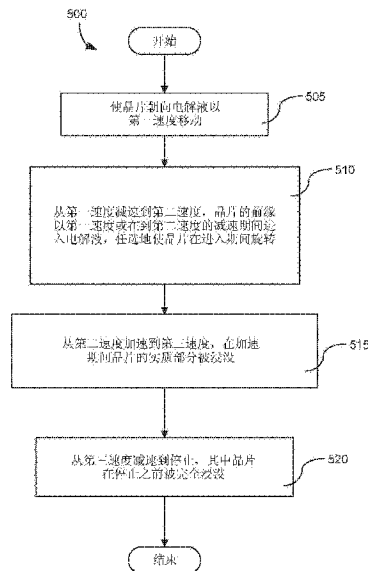 500
开始
使晶片朝向电解液以
第一速度移动
505
510
从第一速度减速到第二速度，晶片的前缘
以第一速度或在到第二速度的减速期间进
入电解液，任选地使晶片在进入期间旋转
从第二速度加速到第三速度，在加速
期间晶片的实质部分被浸没
515
从第三速度减速到停止，其中晶片
在停止之前被完全浸没
520
结束